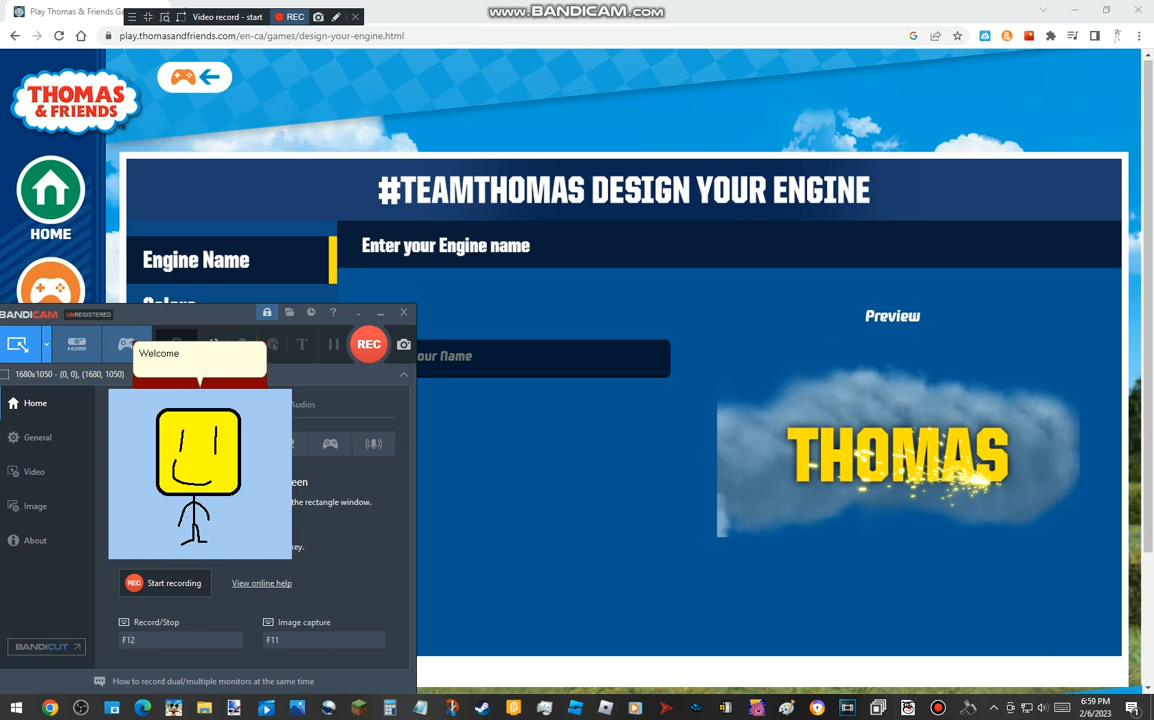 Play Thomas & Friends Ga
Video record - start
REC
www.BANDICAM.com
play.thomasandfriends.com/en-ca/games/design-your-engine.html
THOMAS
& FRIENDS
TM
#TEAMTHOMAS DESIGN YOUR ENGINE
HOME
Engine Name
Enter your Engine name
Colors
Preview
our Name
THOMAS
BANDICAM
UNREGISTERED
HDMI
REC
Welcome
1680x1050 - (0, 0), (1680, 1050)
Home
Audios
General
een
Video
the rectangle window.
Image
About
key.
REC
Start recording
View online help
Record/Stop
Image capture
F12
F11
BANDICUT
How to record dual/multiple monitors at the same time
6:59 PM
2/6/2023